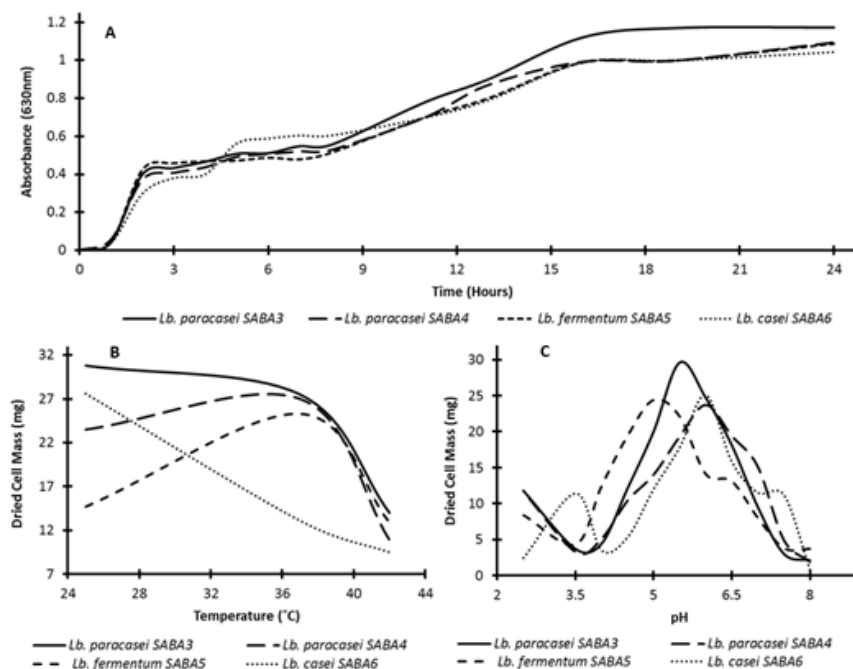 A
Absorbance (630nm)
1.2
1
0.8
0.6
0.4
0.2
0
0 3 6 9 12 15 18 21 24
Time (Hours)
Lb. paracasei SABA3 Lb. paracasei SABA4 Lb. fermentum SABA5 Lb. casei SABA6
B
Dried Cell Mass (mg)
32
27
22
17
12
7
24 28 32 36 40 44
Temperature (˚C)
Lb. paracasei SABA3 Lb. paracasei SABA4
Lb. fermentum SABA5 Lb. casei SABA6
C
Dried Cell Mass (mg)
30
25
20
15
10
5
0
2 3.5 5 6.5 8
pH
Lb. paracasei SABA3 Lb. paracasei SABA4
Lb. fermentum SABA5 Lb. casei SABA6